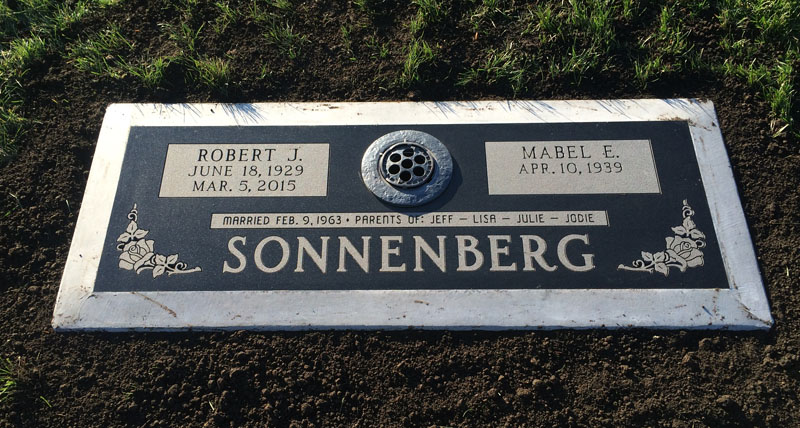 ROBERT J.
JUNE 18, 1929
MAR. 5, 2015
MABEL E.
APR. 10, 1939
MARRIED FEB. 9, 1963 • PARENTS OF: JEFF – LISA – JULIE – JODIE
SONNENBERG